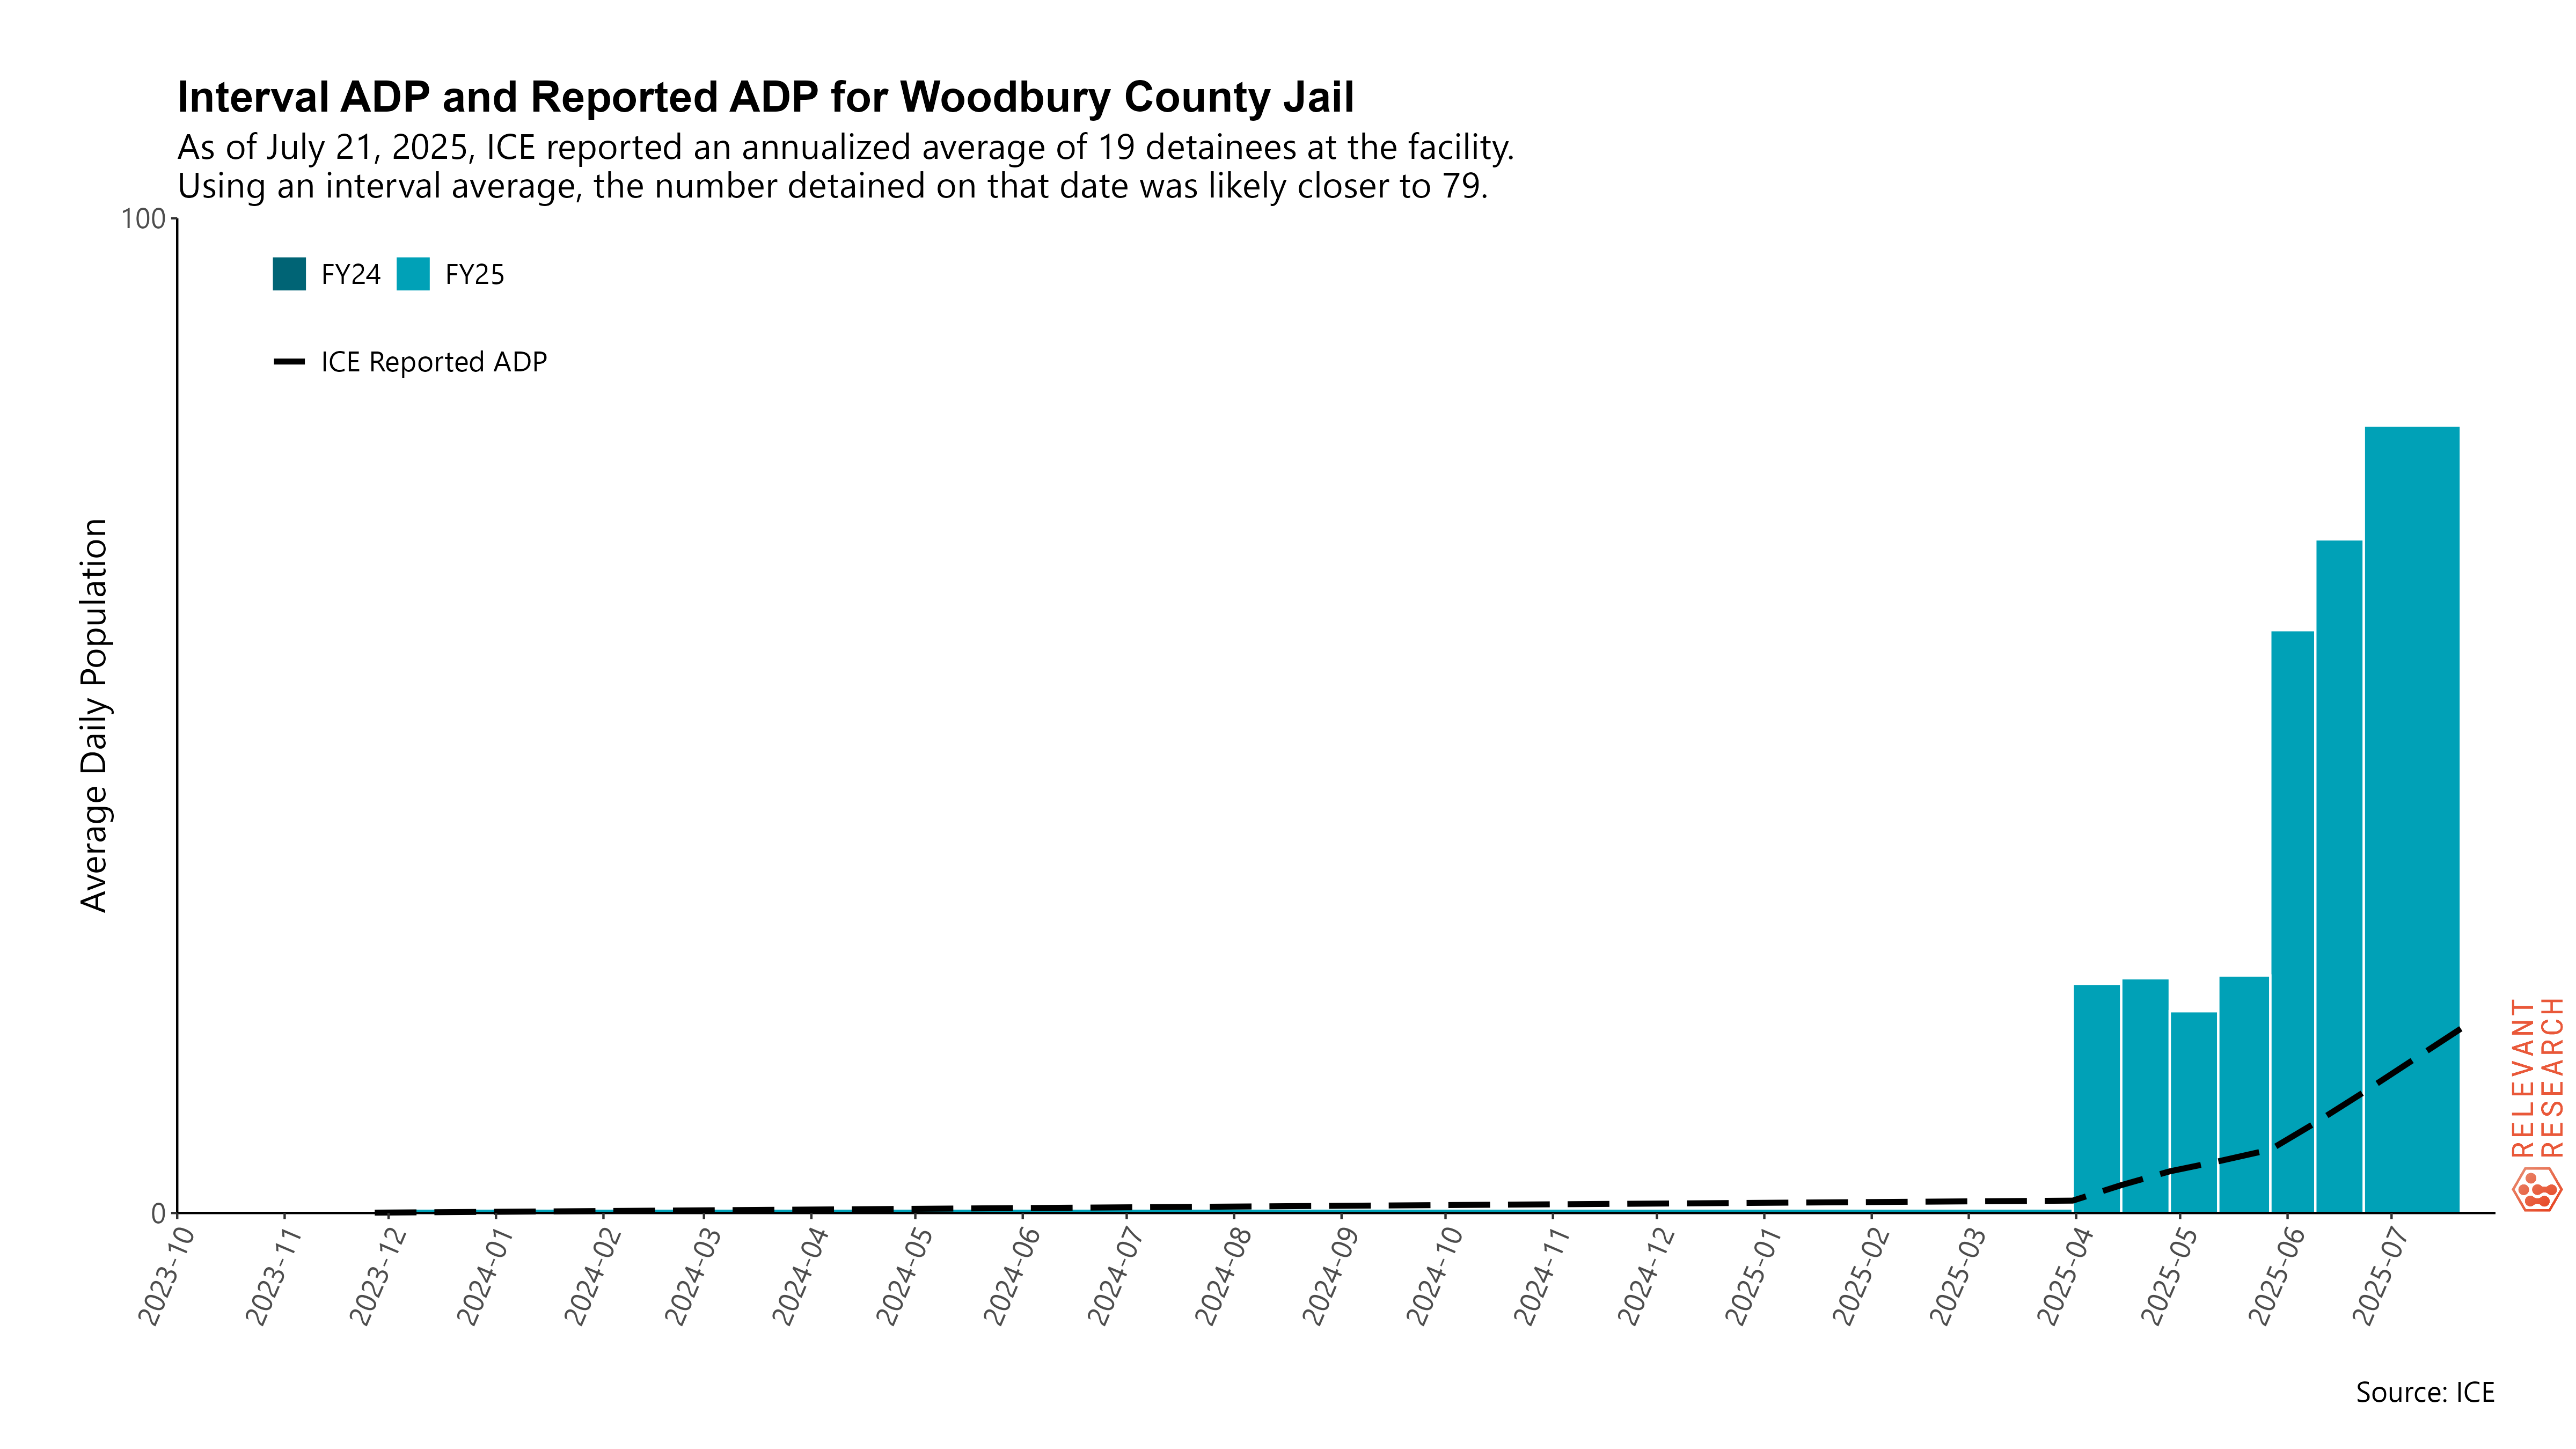 Interval ADP and Reported ADP for Woodbury County Jail
As of July 21, 2025, ICE reported an annualized average of 19 detainees at the facility.
Using an interval average, the number detained on that date was likely closer to 79.
100
FY24
FY25
ICE Reported ADP
Average Daily Population
0
2023-10
2023-11
2023-12
2024-01
2024-02
2024-03
2024-04
2024-05
2024-06
2024-07
2024-08
2024-09
2024-10
2024-11
2024-12
2025-01
2025-02
2025-03
2025-04
2025-05
2025-06
2025-07
RELEVANT
RESEARCH
Source: ICE